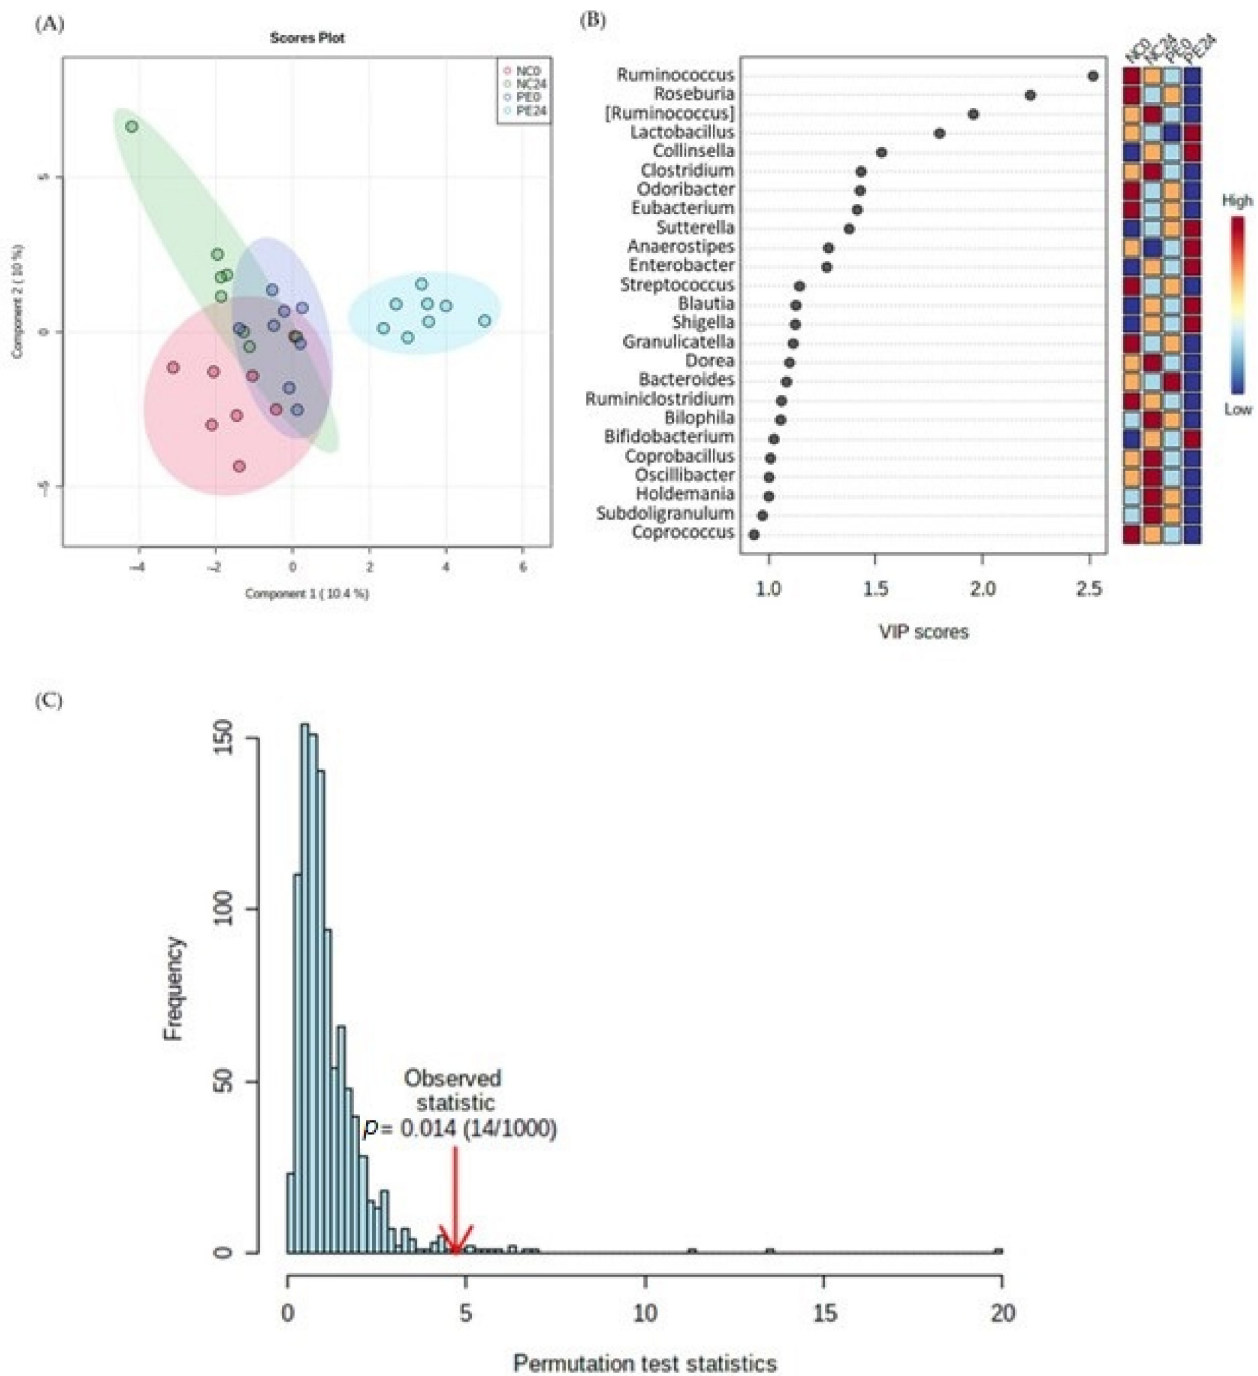 (A)
Scores Plot
NC0
NC24
PE0
PE24
5
0
-5
Component 2 ( 10 %)
-4 -2 0 2 4 6
Component 1 ( 10.4 %)
(B)
NC0 NC24 PE0 PE24
Ruminococcus
Roseburia
[Ruminococcus]
Lactobacillus
Collinsella
Clostridium
Odoribacter
Eubacterium
Sutterella
Anaerostipes
Enterobacter
Streptococcus
Blautia
Shigella
Granulicatella
Dorea
Bacteroides
Ruminiclostridium
Bilophila
Bifidobacterium
Coprobacillus
Oscillibacter
Holdemania
Subdoligranulum
Coprococcus
1.0 1.5 2.0 2.5
VIP scores
High
Low
(C)
150
100
50
0
Frequency
Observed
statistic
p= 0.014 (14/1000)
0 5 10 15 20
Permutation test statistics